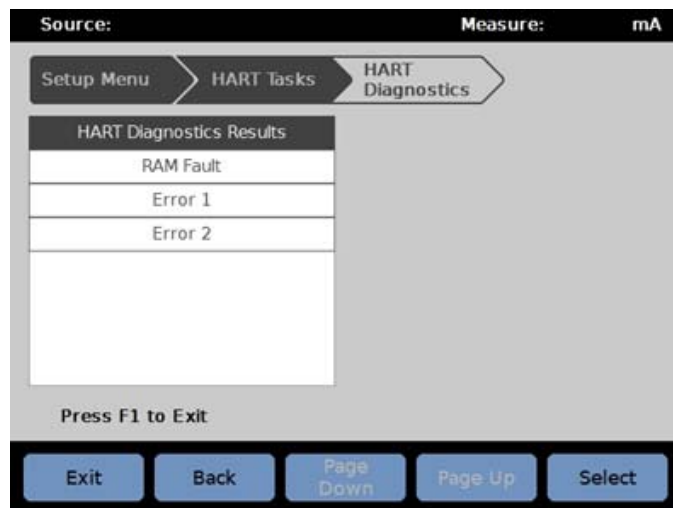 Source: Measure: mA
Setup Menu HART Tasks HART
Diagnostics
HART Diagnostics Results
RAM Fault
Error 1
Error 2
Press F1 to Exit
Exit Back Page Down Page Up Select